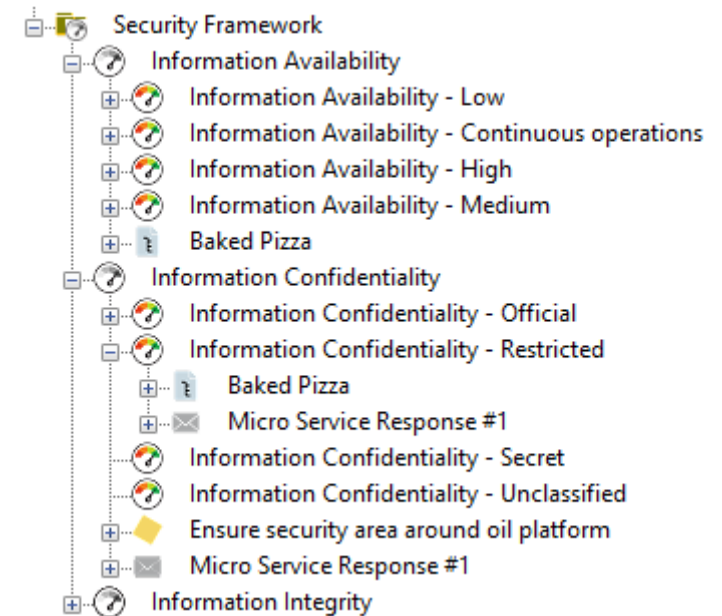 Security Framework
Information Availability
Information Availability - Low
Information Availability - Continuous operations
Information Availability - High
Information Availability - Medium
Baked Pizza
Information Confidentiality
Information Confidentiality - Official
Information Confidentiality - Restricted
Baked Pizza
Micro Service Response #1
Information Confidentiality - Secret
Information Confidentiality - Unclassified
Ensure security area around oil platform
Micro Service Response #1
Information Integrity